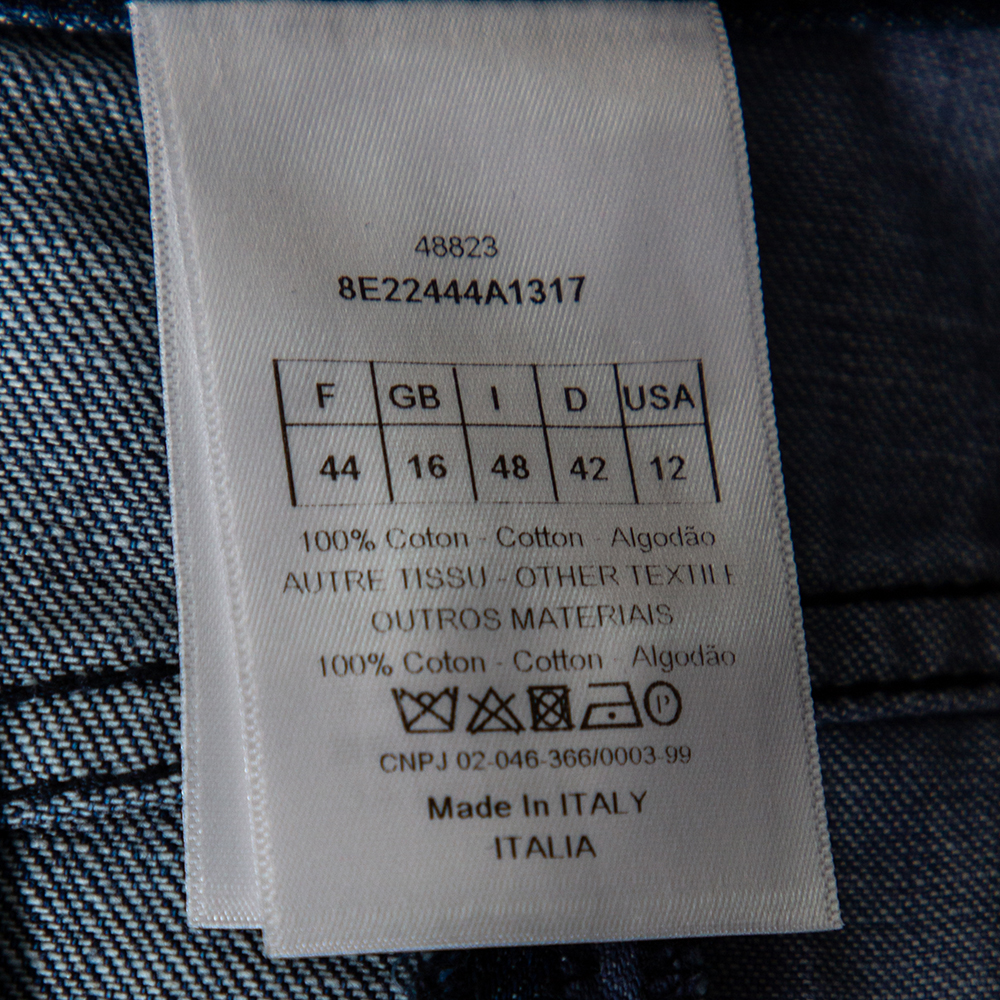 48823
8E22444A1317
F GB I D USA
44 16 48 42 12
100% Coton - Cotton - Algodão
AUTRE TISSU - OTHER TEXTILE
OUTROS MATERIAIS
100% Coton - Cotton - Algodão
P
CNPJ 02-046-366/0003-99
Made In ITALY
ITALIA